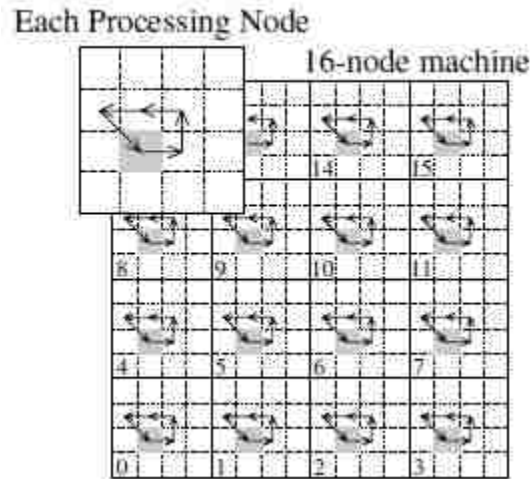 Each Processing Node
16-node machine
14 15
8 9 10 11
4 5 6 7
0 1 2 3